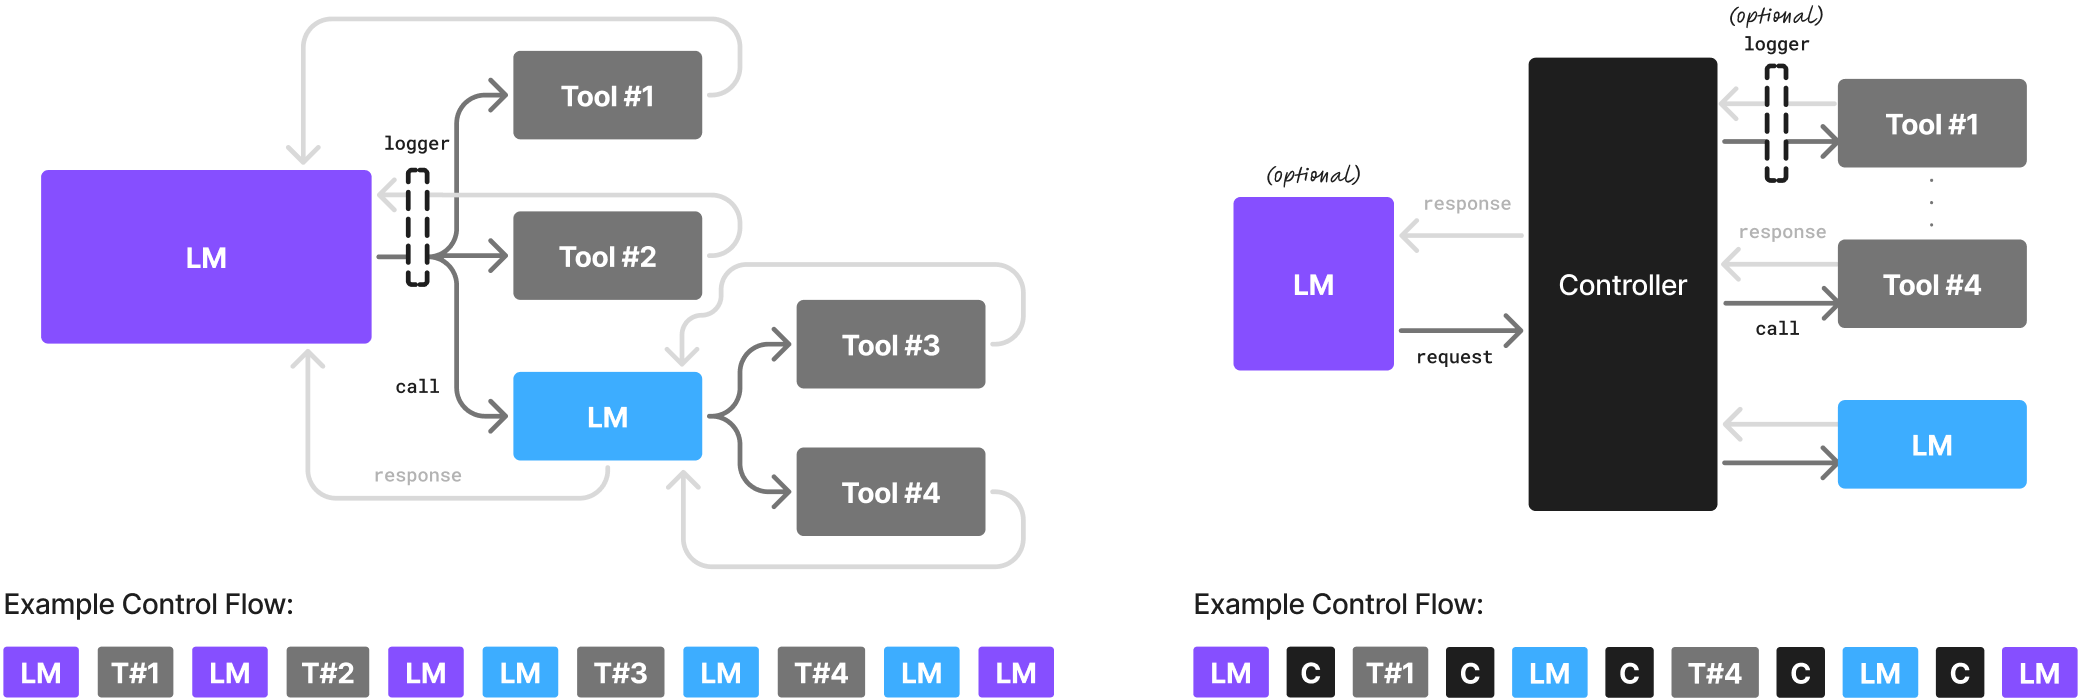 Tool #1
logger
LM
Tool #2
Tool #3
call
LM
response
Tool #4
Example Control Flow:
LM T#1 LM T#2 LM LM T#3 LM T#4 LM LM
(optional)
logger
Tool #1
(optional)
response
response
LM
Controller
Tool #4
call
request
LM
Example Control Flow:
LM C T#1 C LM C T#4 C LM C LM